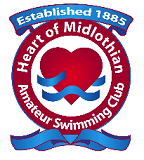 Established 1885
Heart of Midlothian
Amateur Swimming Club